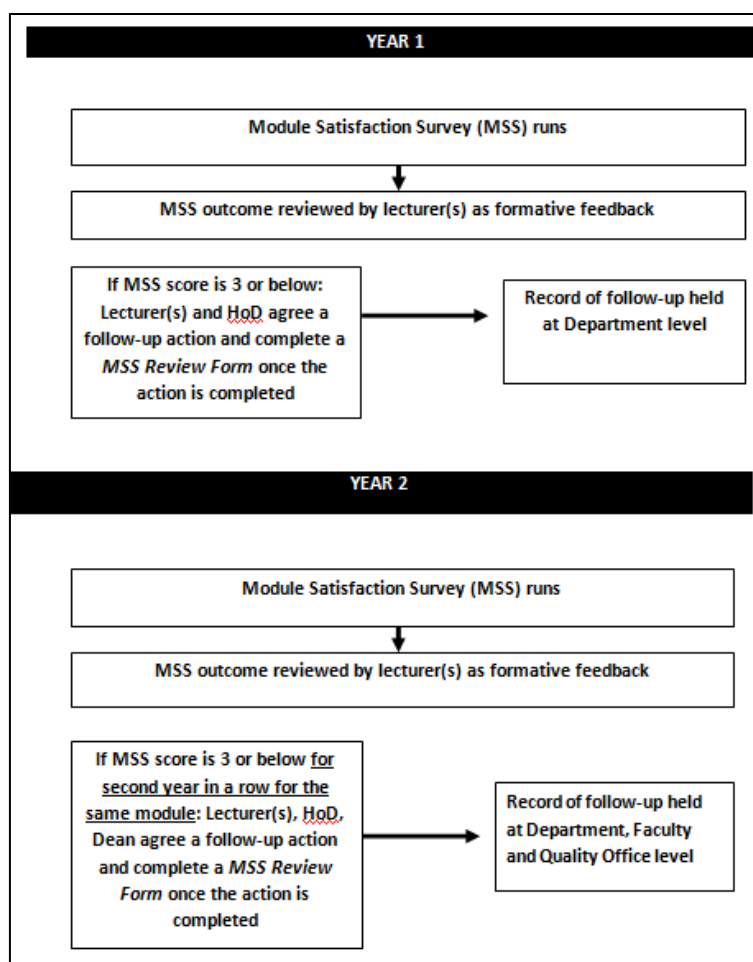 YEAR 1
Module Satisfaction Survey (MSS) runs
MSS outcome reviewed by lecturer(s) as formative feedback
If MSS score is 3 or below:
Lecturer(s) and HoD agree a
follow-up action and complete a
MSS Review Form once the
action is completed
Record of follow-up held
at Department level
YEAR 2
Module Satisfaction Survey (MSS) runs
MSS outcome reviewed by lecturer(s) as formative feedback
If MSS score is 3 or below for
second year in a row for the
same module: Lecturer(s), HoD,
Dean agree a follow-up action
and complete a MSS Review
Form once the action is
completed
Record of follow-up held
at Department, Faculty
and Quality Office level